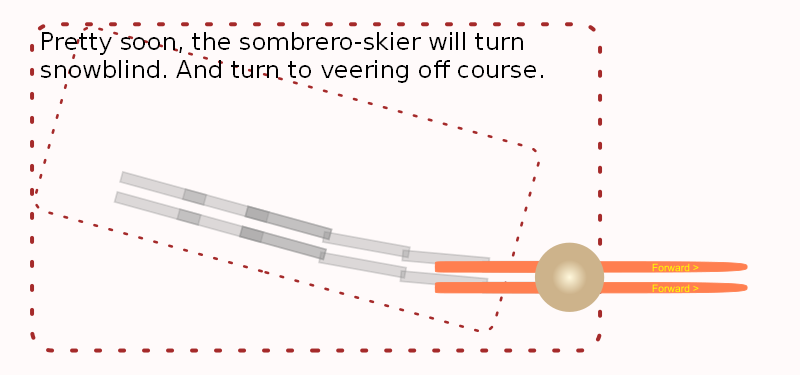 Pretty soon, the sombrero-skier will turn
snowblind. And turn to veering off course.
Forward >
Forward >